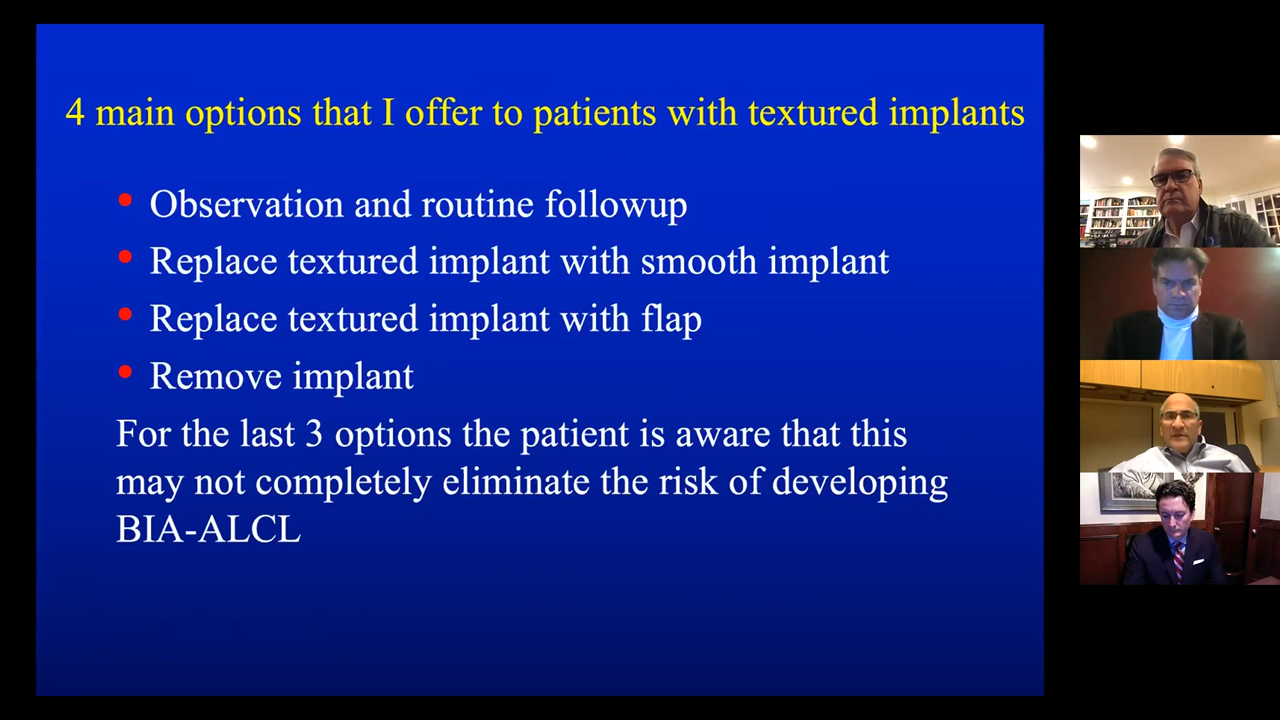 4 main options that I offer to patients with textured implants
• Observation and routine followup
• Replace textured implant with smooth implant
• Replace textured implant with flap
• Remove implant
For the last 3 options the patient is aware that this
may not completely eliminate the risk of developing
BIA-ALCL